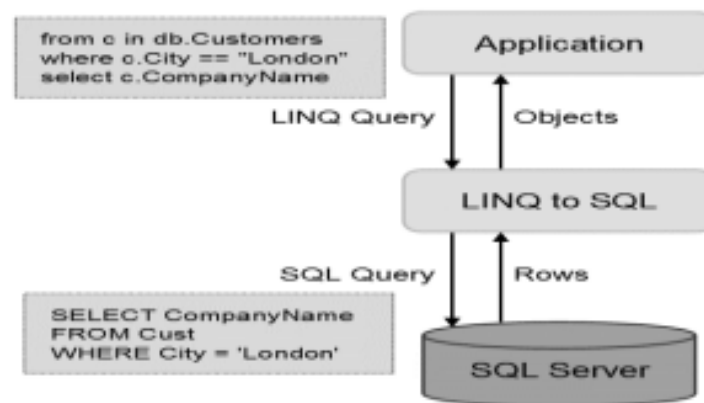 from c in db.Customers
where c.City == "London"
select c.CompanyName
Application
LINQ Query
Objects
LINQ to SQL
SQL Query
Rows
SELECT CompanyName
FROM Cust
WHERE City = 'London'
SQL Server